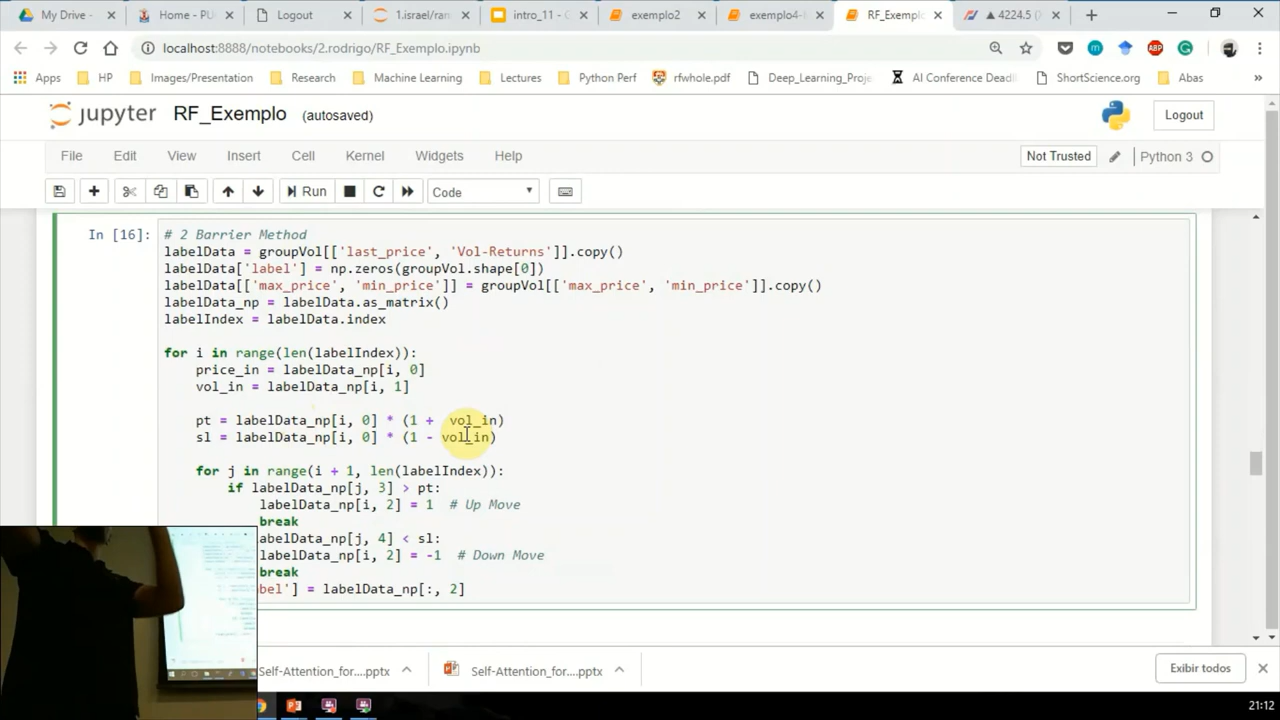 My Drive -
Home - PU
Logout
1.israel/ran
intro_11 - G
exemplo2
exemplo4-
RF_Exemplo
▲ 4224.5
localhost:8888/notebooks/2.rodrigo/RF_Exemplo.ipynb
Apps
HP
Images/Presentation
Research
Machine Learning
Lectures
Python Perf
rfwhole.pdf
Deep_Learning_Proje
AI Conference Deadli
ShortScience.org
Abas
»
jupyter RF_Exemplo (autosaved)
Logout
File Edit View Insert Cell Kernel Widgets Help
Not Trusted
Python 3
Run
Code
In [16]:
# 2 Barrier Method
labelData = groupVol[['last_price', 'Vol-Returns']].copy()
labelData['label'] = np.zeros(groupVol.shape[0])
labelData[['max_price', 'min_price']] = groupVol[['max_price', 'min_price']].copy()
labelData_np = labelData.as_matrix()
labelIndex = labelData.index
for i in range(len(labelIndex)):
price_in = labelData_np[i, 0]
vol_in = labelData_np[i, 1]
pt = labelData_np[i, 0] * (1 +  vol_in)
sl = labelData_np[i, 0] * (1 - vol_in)
for j in range(i + 1, len(labelIndex)):
if labelData_np[j, 3] > pt:
labelData_np[i, 2] = 1  # Up Move
break
labelData_np[j, 4] < sl:
labelData_np[i, 2] = -1  # Down Move
break
bel'] = labelData_np[:, 2]
Self-Attention_for....pptx
Self-Attention_for....pptx
Exibir todos
21:12